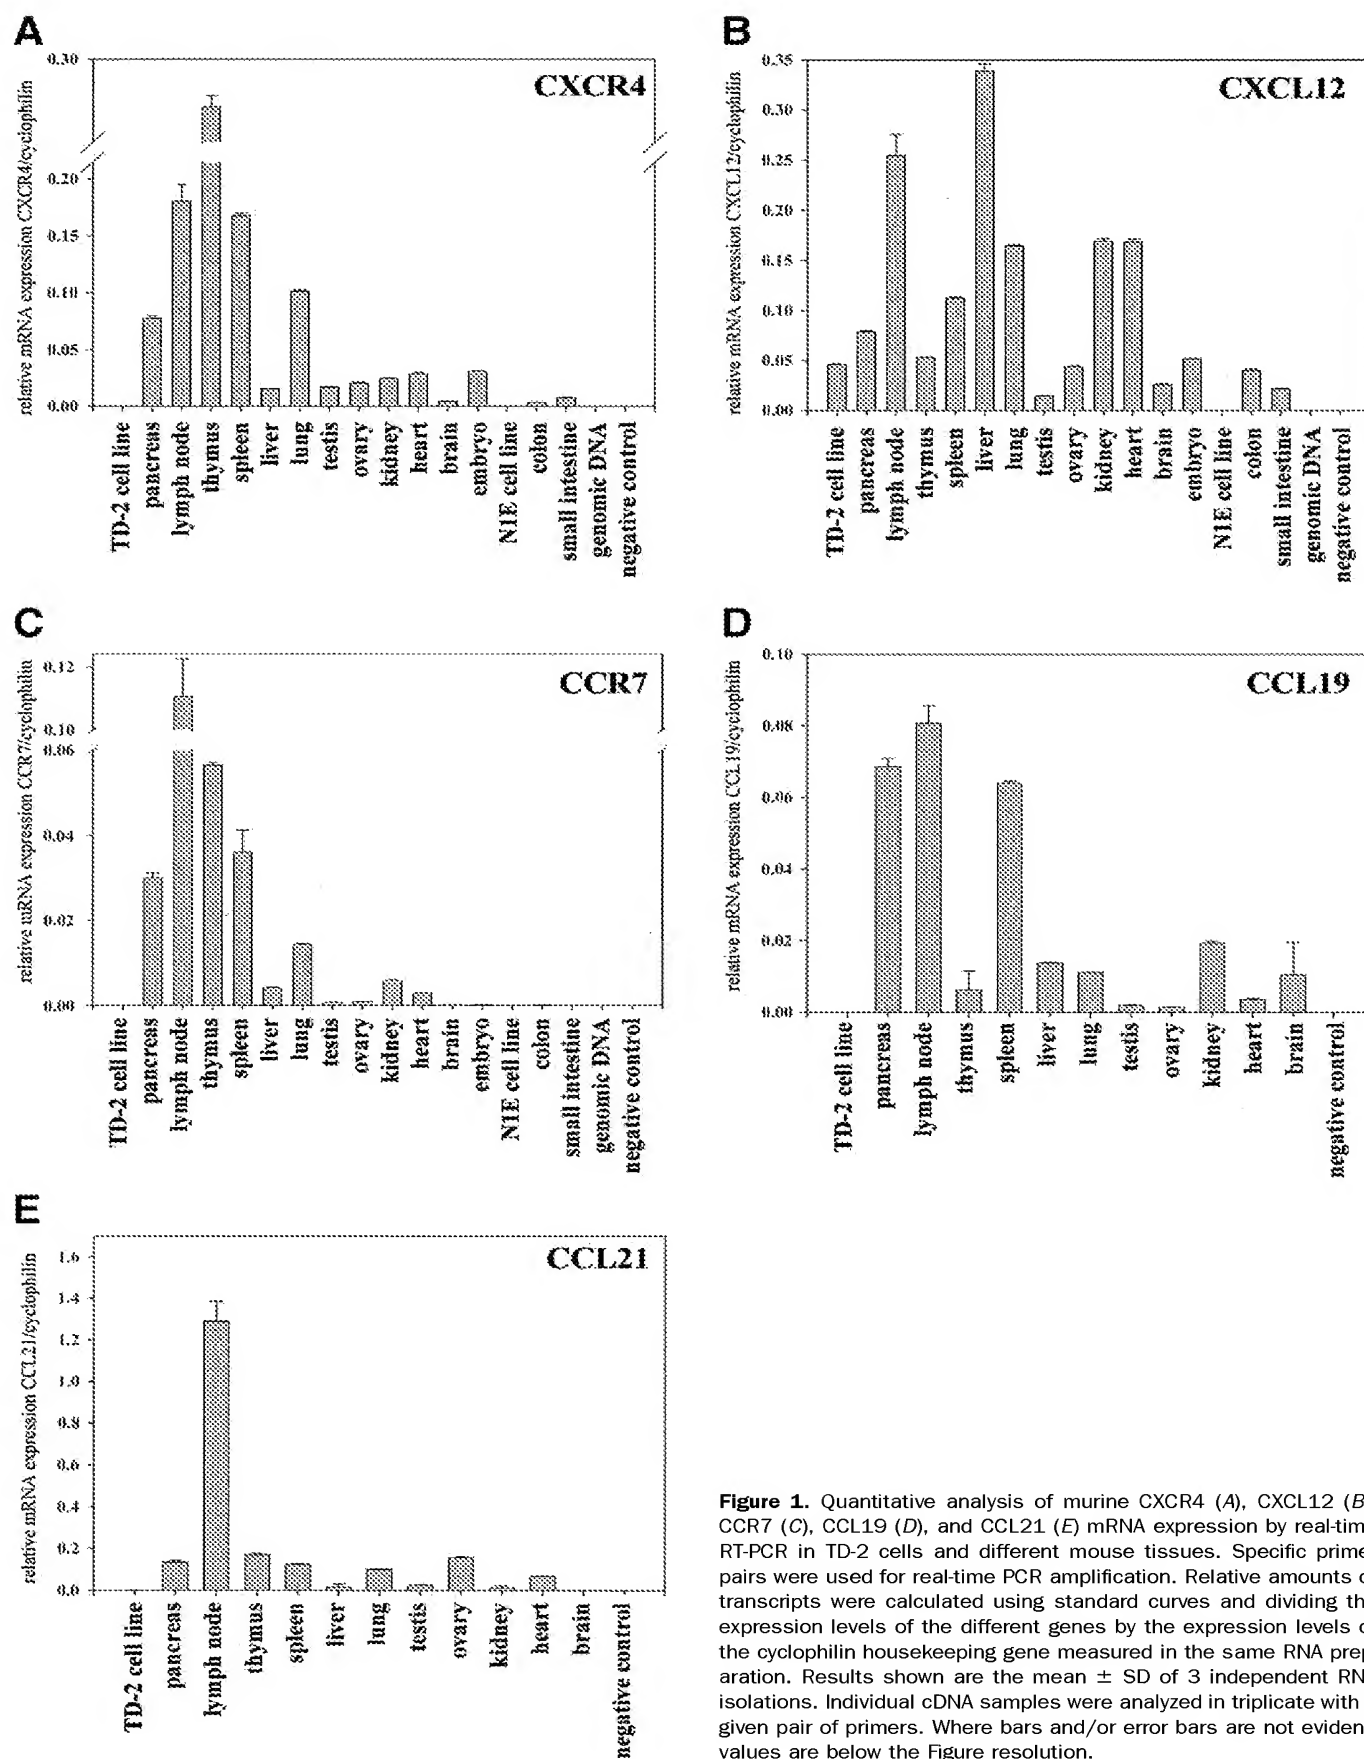 A
B
CXCR4
relative mRNA expression CXCR4/cyclophilin
0.30
0.20
0.15
0.10
0.05
0.00
TD-2 cell line
pancreas
lymph node
thymus
spleen
liver
lung
testis
ovary
kidney
heart
brain
embryo
N1E cell line
colon
small intestine
genomic DNA
negative control
CXCL12
relative mRNA expression CXCL12/cyclophilin
0.35
0.30
0.25
0.20
0.15
0.10
0.05
0.00
TD-2 cell line
pancreas
lymph node
thymus
spleen
liver
lung
testis
ovary
kidney
heart
brain
embryo
N1E cell line
colon
small intestine
genomic DNA
negative control
C
D
CCR7
relative mRNA expression CCR7/cyclophilin
0.12
0.10
0.06
0.04
0.02
0.00
TD-2 cell line
pancreas
lymph node
thymus
spleen
liver
lung
testis
ovary
kidney
heart
brain
embryo
N1E cell line
colon
small intestine
genomic DNA
negative control
CCL19
relative mRNA expression CCL19/cyclophilin
0.10
0.08
0.06
0.04
0.02
0.00
TD-2 cell line
pancreas
lymph node
thymus
spleen
liver
lung
testis
ovary
kidney
heart
brain
negative control
E
CCL21
relative mRNA expression CCL21/cyclophilin
1.6
1.4
1.2
1.0
0.8
0.6
0.4
0.2
0.0
TD-2 cell line
pancreas
lymph node
thymus
spleen
liver
lung
testis
ovary
kidney
heart
brain
negative control
Figure 1. Quantitative analysis of murine CXCR4 (A), CXCL12 (B
CCR7 (C), CCL19 (D), and CCL21 (E) mRNA expression by real-tim
RT-PCR in TD-2 cells and different mouse tissues. Specific prime
pairs were used for real-time PCR amplification. Relative amounts o
transcripts were calculated using standard curves and dividing th
expression levels of the different genes by the expression levels o
the cyclophilin housekeeping gene measured in the same RNA prep
aration. Results shown are the mean ± SD of 3 independent RN
isolations. Individual cDNA samples were analyzed in triplicate with
given pair of primers. Where bars and/or error bars are not eviden
values are below the Figure resolution.